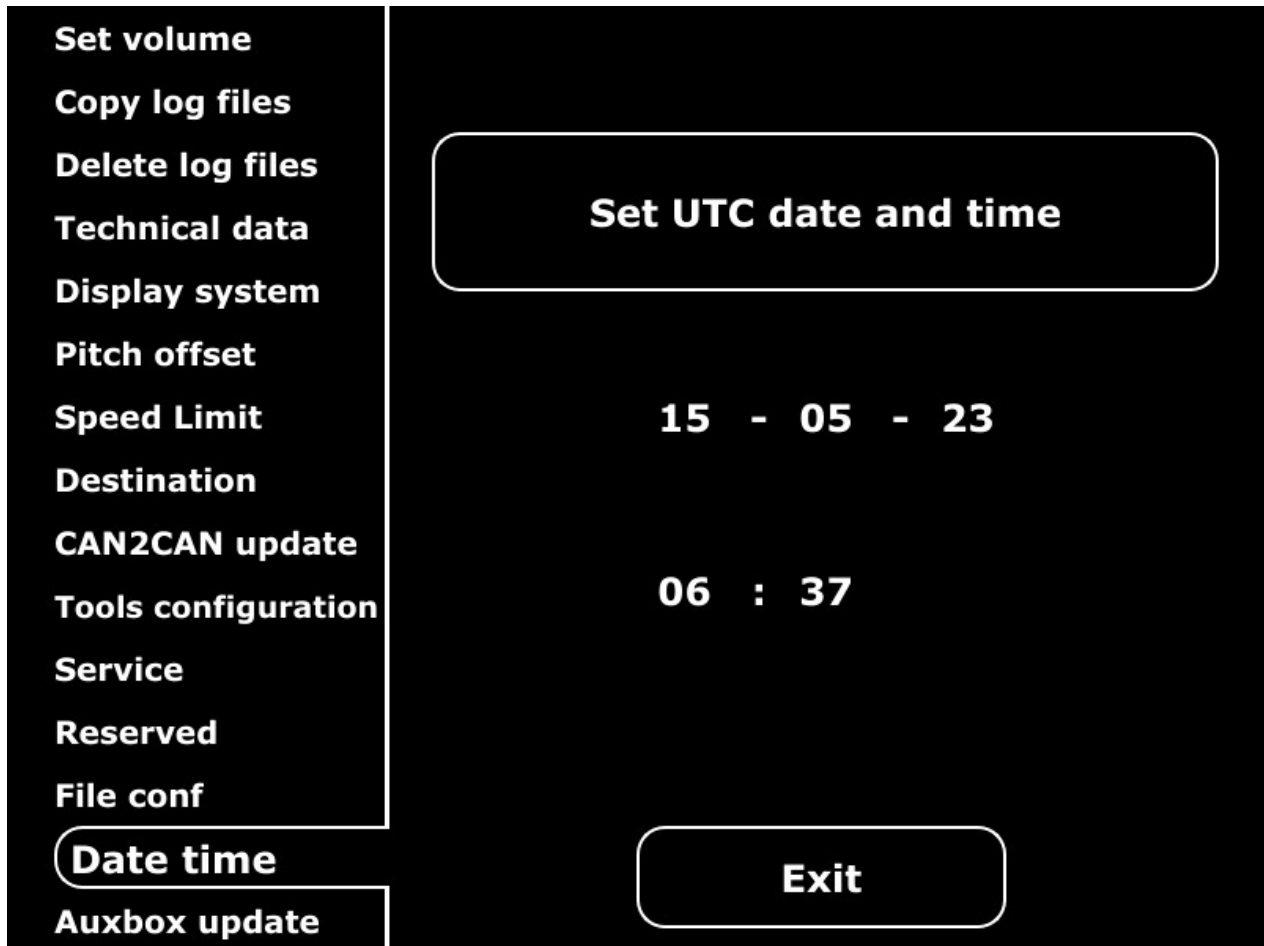 Set volume
Copy log files
Delete log files
Technical data
Display system
Pitch offset
Speed Limit
Destination
CAN2CAN update
Tools configuration
Service
Reserved
File conf
Date time
Auxbox update
Set UTC date and time
15 - 05 - 23
06 : 37
Exit